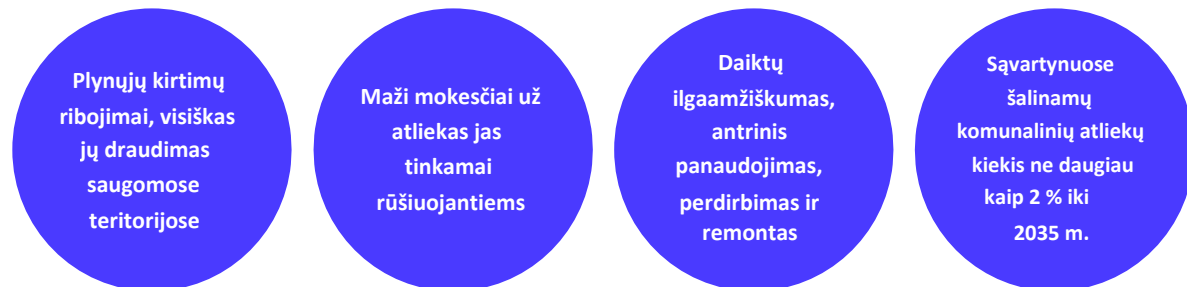 Plynųjų kirtimų
ribojimai, visiškas
jų draudimas
saugomose
teritorijose
Maži mokesčiai už
atliekas jas
tinkamai
rūšiuojantiems
Daiktų
ilgaamžiškumas,
antrinis
panaudojimas,
perdirbimas ir
remontas
Sąvartynuose
šalinamų
komunalinių atliekų
kiekis ne daugiau
kaip 2 % iki
2035 m.